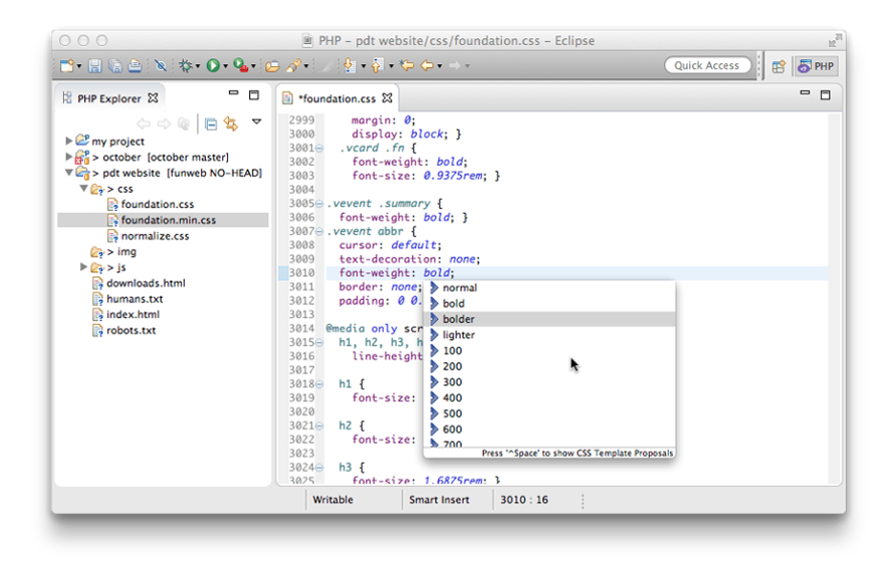 PHP – pdt website/css/foundation.css – Eclipse
Quick Access
PHP
PHP Explorer
my project
> october [october master]
> pdt website [funweb NO-HEAD]
> css
foundation.css
foundation.min.css
normalize.css
> img
> js
downloads.html
humans.txt
index.html
robots.txt
*foundation.css
2999 margin: 0;
3000 display: block; }
3001 .vcard .fn {
3002 font-weight: bold;
3003 font-size: 0.9375rem; }
3004
3005 .vevent .summary {
3006 font-weight: bold; }
3007 .vevent abbr {
3008 cursor: default;
3009 text-decoration: none;
3010 font-weight: bold;
3011 border: none;
3012 padding: 0 0.
3013
3014 @media only scr
3015 h1, h2, h3, h
3016 line-height
3017
3018 h1 {
3019 font-size:
3020
3021 h2 {
3022 font-size:
3023
3024 h3 {
3025 font-size: 1.6875rem; }
normal
bold
bolder
lighter
100
200
300
400
500
600
700
Press '^Space' to show CSS Template Proposals
Writable
Smart Insert
3010 : 16